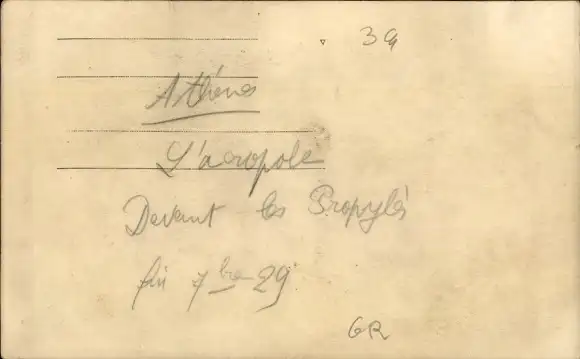 39
Athènes
L'acropole
Devant les Propylés
fin 7bre 29
GR